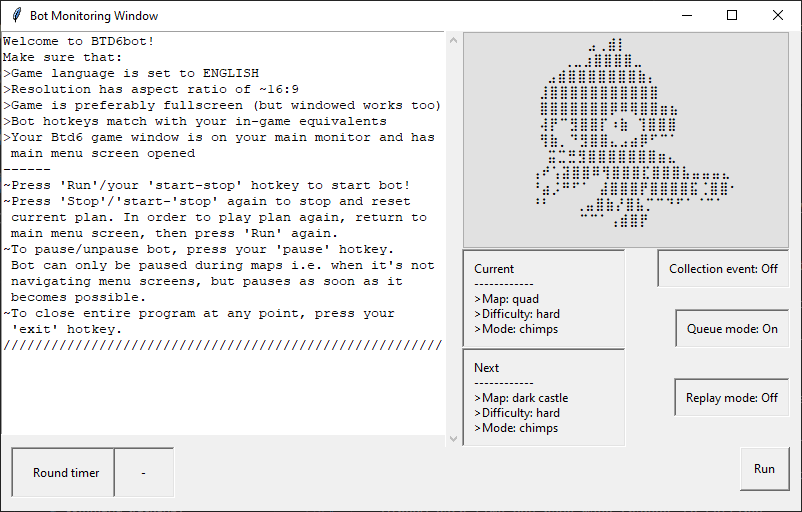 Bot Monitoring Window
Welcome to BTD6bot!
Make sure that:
>Game language is set to ENGLISH
>Resolution has aspect ratio of ~16:9
>Game is preferably fullscreen (but windowed works too)
>Bot hotkeys match with your in-game equivalents
>Your Btd6 game window is on your main monitor and has
main menu screen opened
------
~Press 'Run'/your 'start-stop' hotkey to start bot!
~Press 'Stop'/'start-'stop' again to stop and reset
current plan. In order to play plan again, return to
main menu screen, then press 'Run' again.
~To pause/unpause bot, press your 'pause' hotkey.
Bot can only be paused during maps i.e. when it's not
navigating menu screens, but pauses as soon as it
becomes possible.
~To close entire program at any point, press your
'exit' hotkey.
///////////////////////////////////////////////////////
Current
------------
>Map: quad
>Difficulty: hard
>Mode: chimps
Next
------------
>Map: dark castle
>Difficulty: hard
>Mode: chimps
Collection event: Off
Queue mode: On
Replay mode: Off
Round timer
-
Run